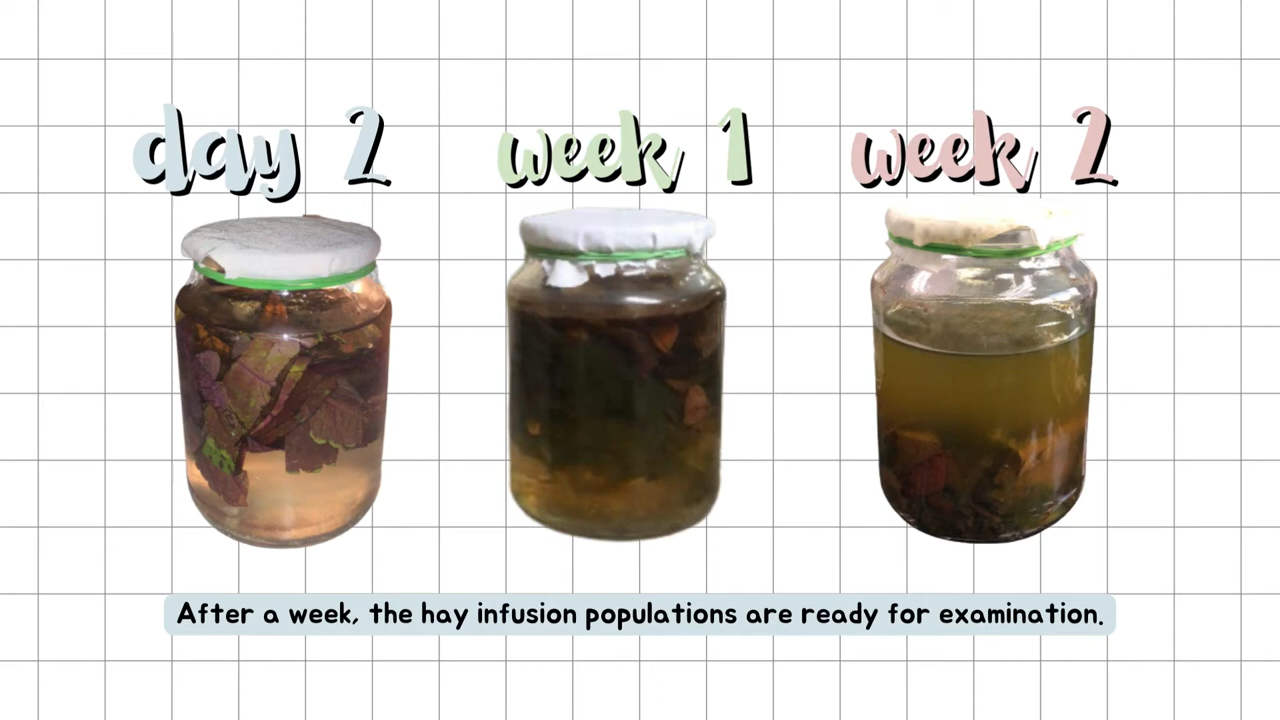 day 2
week 1
week 2
After a week, the hay infusion populations are ready for examination.